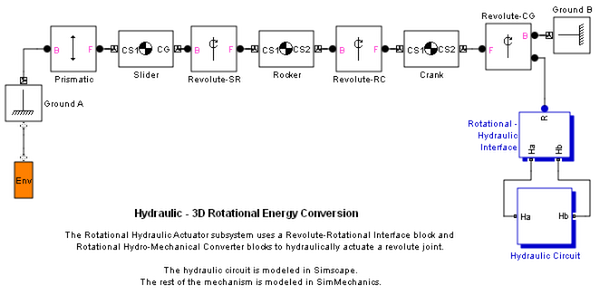 Ground B
Revolute-CG
B F
CS1 CG
B F
CS1 CS2
B F
CS1 CS2
F B
Prismatic
Slider
Revolute-SR
Rocker
Revolute-RC
Crank
Ground A
Env
Rotational -
Hydraulic
Interface
R
Ha
Hb
Ha Hb
Hydraulic Circuit
Hydraulic - 3D Rotational Energy Conversion
The Rotational Hydraulic Actuator subsystem uses a Revolute-Rotational Interface block and
Rotational Hydro-Mechanical Converter blocks to hydraulically actuate a revolute joint.
The hydraulic circuit is modeled in Simscape.
The rest of the mechanism is modeled in SimMechanics.